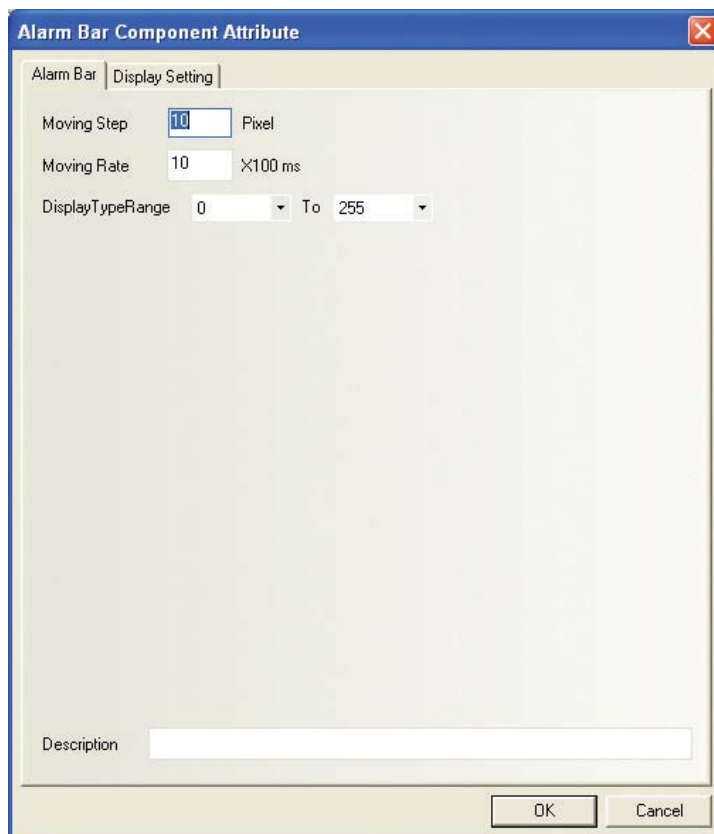 Alarm Bar Component Attribute
Alarm Bar Display Setting
Moving Step 10 Pixel
Moving Rate 10 X100 ms
DisplayTypeRange 0 To 255
Description
OK Cancel